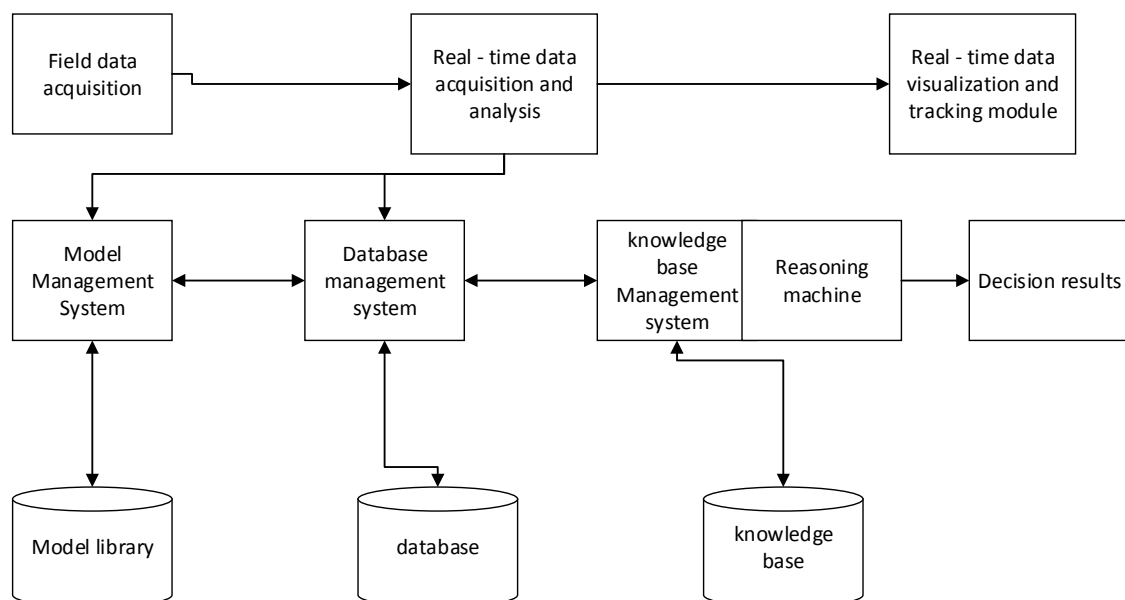 Field data
acquisition
Real - time data
acquisition and
analysis
Real - time data
visualization and
tracking module
Model
Management
System
Database
management
system
knowledge
base
Management
system
Reasoning
machine
Decision results
Model library
database
knowledge
base